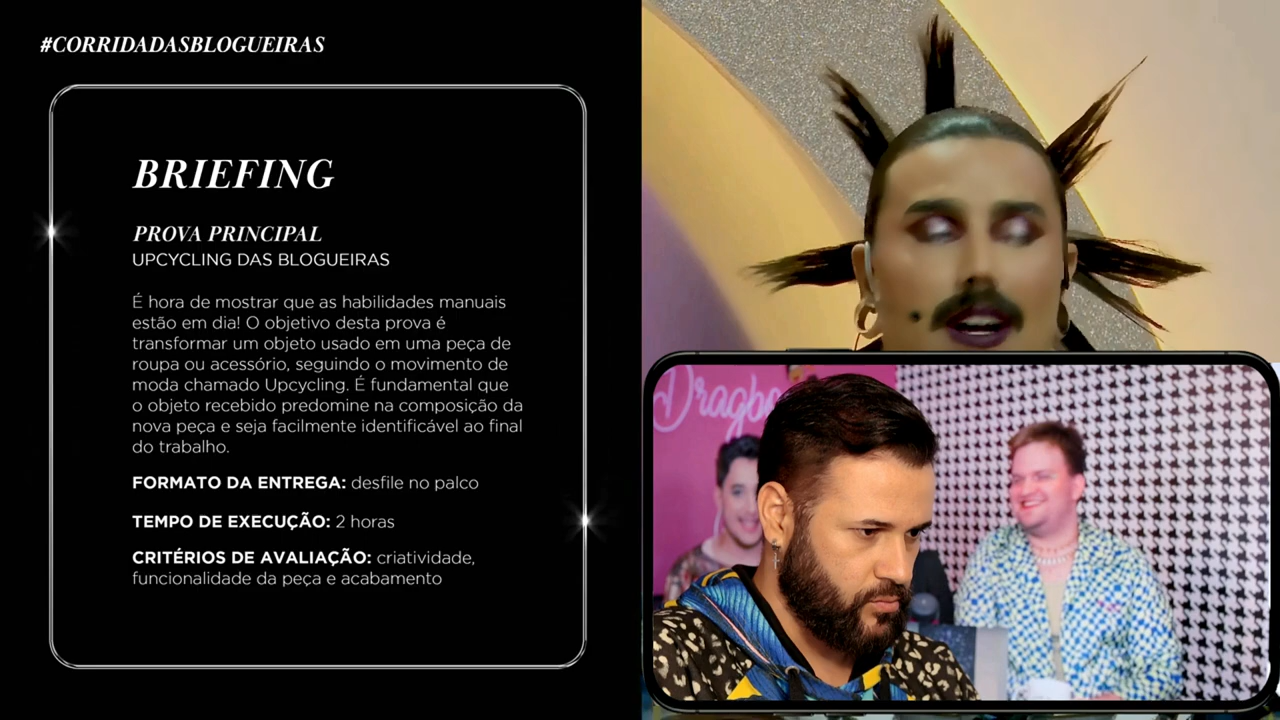 #CORRIDADASBLOGUEIRAS
BRIEFING
PROVA PRINCIPAL
UPCYCLING DAS BLOGUEIRAS
É hora de mostrar que as habilidades manuais
estão em dia! O objetivo desta prova é
transformar um objeto usado em uma peça de
roupa ou acessório, seguindo o movimento de
moda chamado Upcycling. É fundamental que
o objeto recebido predomine na composição da
nova peça e seja facilmente identificável ao final
do trabalho.
FORMATO DA ENTREGA: desfile no palco
TEMPO DE EXECUÇÃO: 2 horas
CRITÉRIOS DE AVALIAÇÃO: criatividade,
funcionalidade da peça e acabamento